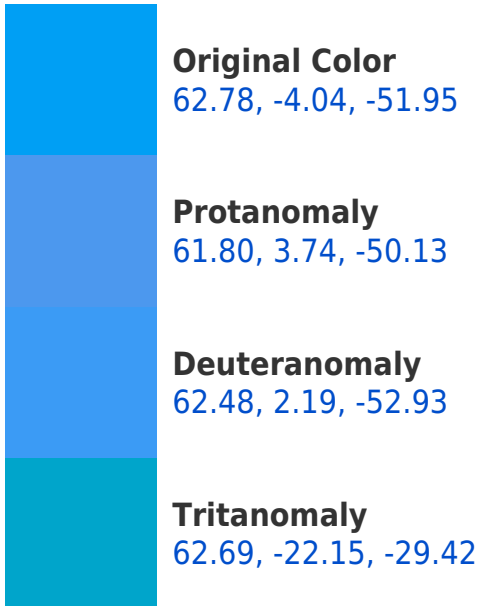 Original Color
62.78, -4.04, -51.95
Protanomaly
61.80, 3.74, -50.13
Deuteranomaly
62.48, 2.19, -52.93
Tritanomaly
62.69, -22.15, -29.42